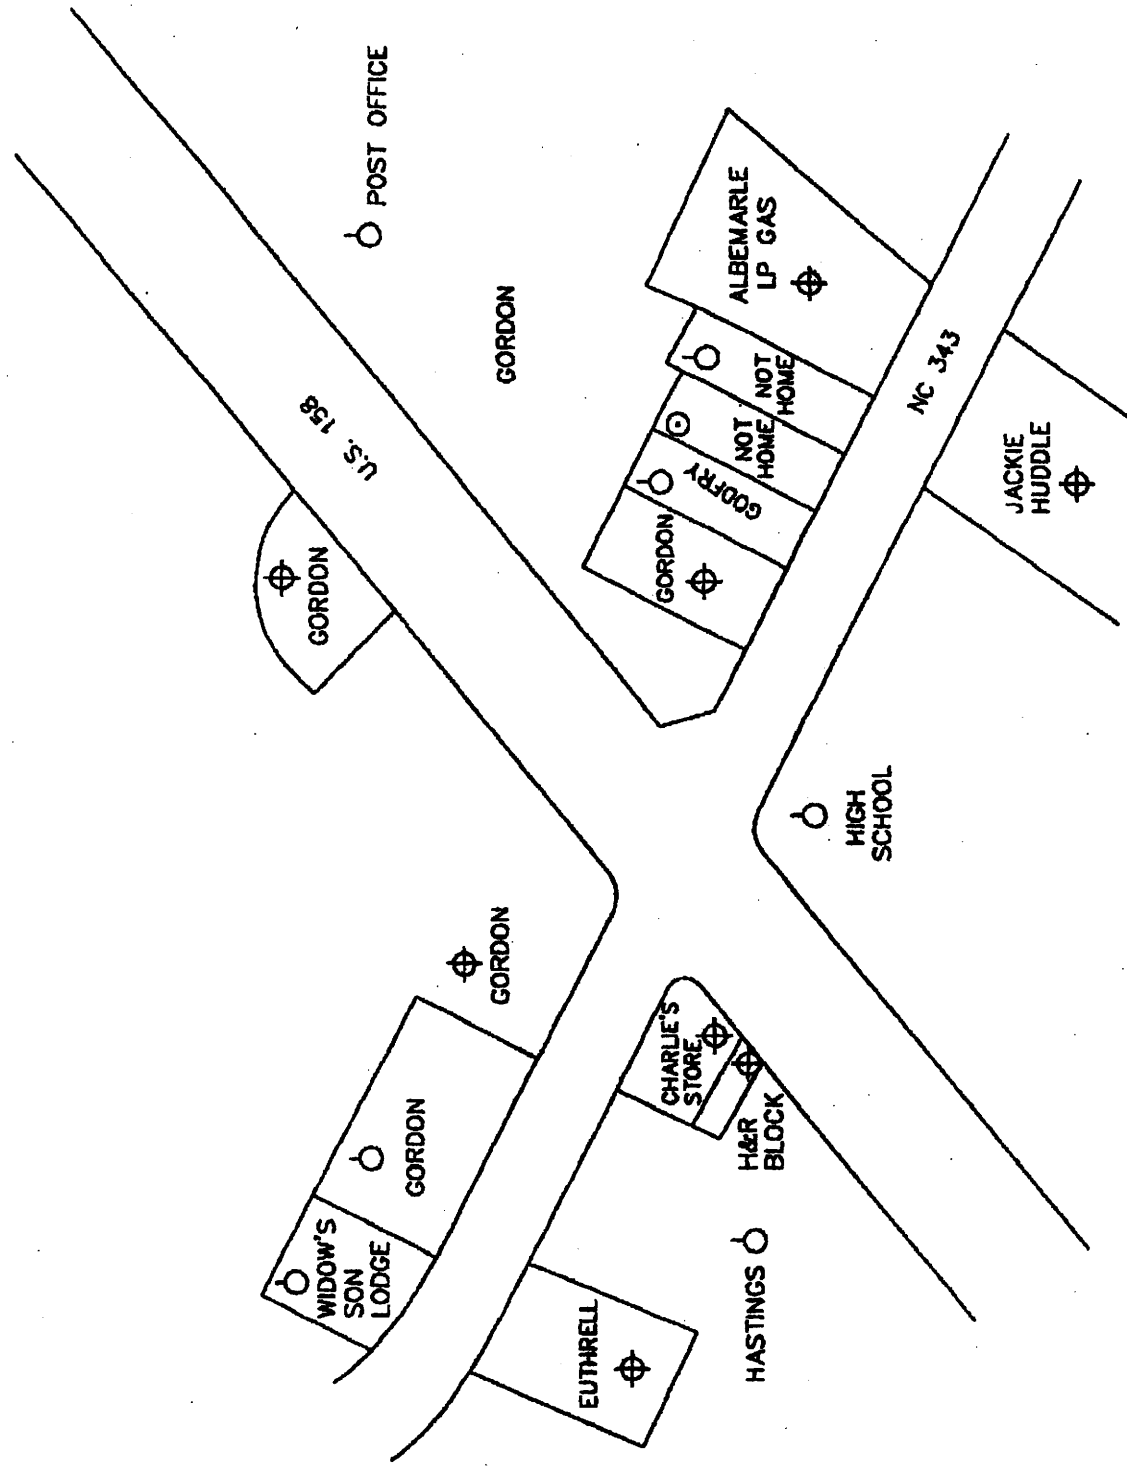 POST OFFICE
GORDON
U.S. 158
GORDON
ALBEMARLE
LP GAS
NOT
HOME
NOT
HOME
GODFRY
GORDON
NC 343
JACKIE
HUDDLE
HIGH
SCHOOL
GORDON
GORDON
WIDOW'S
SON
LODGE
CHARLIE'S
STORE
H&R
BLOCK
HASTINGS
EUTHRELL